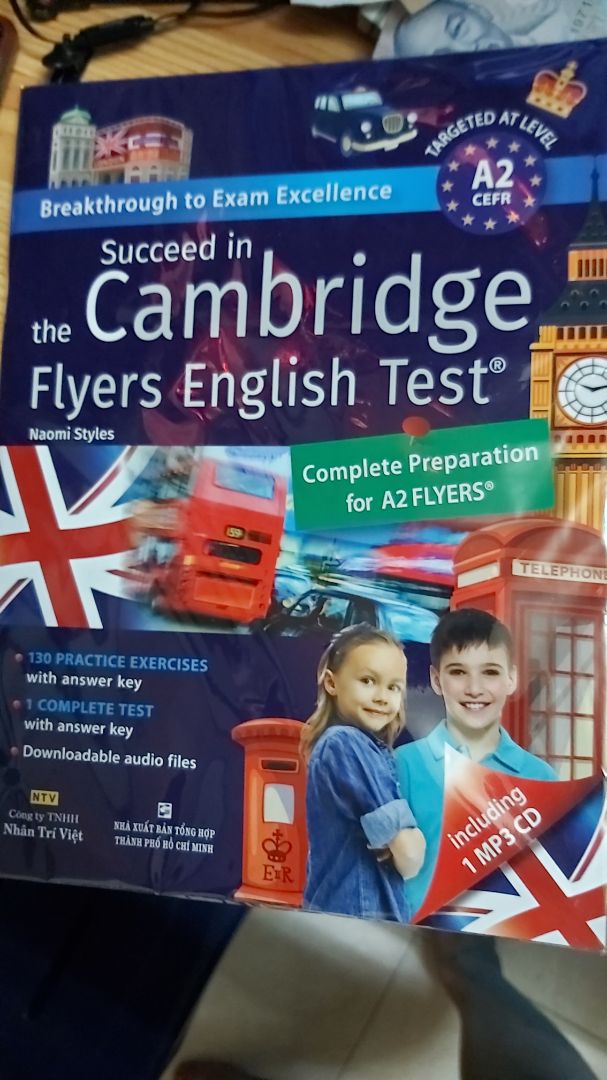 TARGETED AT LEVEL
A2
CEFR
Breakthrough to Exam Excellence
Succeed in
the Cambridge
Flyers English Test®
Naomi Styles
Complete Preparation
for A2 FLYERS®
159
TELEPHONE
• 130 PRACTICE EXERCISES
with answer key
• 1 COMPLETE TEST
with answer key
• Downloadable audio files
including
1 MP3 CD
NTV
Công ty TNHH
Nhân Trí Việt
NHÀ XUẤT BẢN TỔNG HỢP
THÀNH PHỐ HỒ CHÍ MINH
EIIR